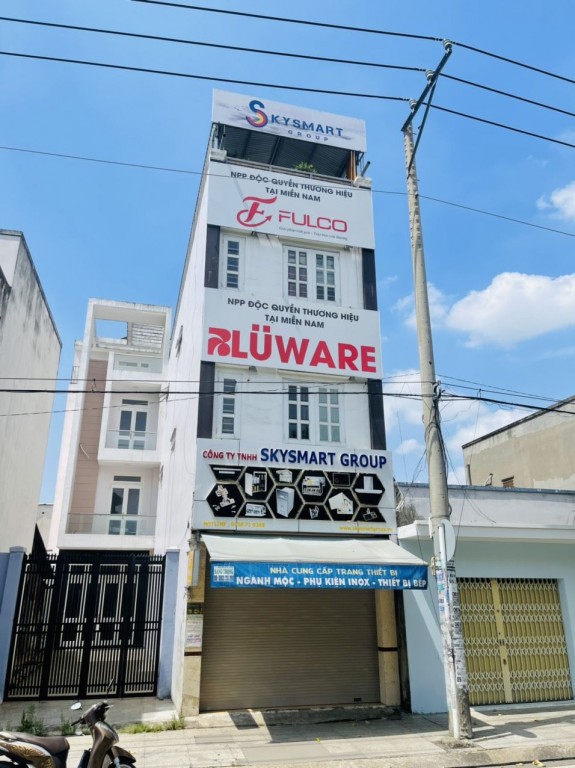 SKYSMART
GROUP
NPP ĐỘC QUYỀN THƯƠNG HIỆU
TẠI MIỀN NAM
FULCO
NPP ĐỘC QUYỀN THƯƠNG HIỆU
TẠI MIỀN NAM
BLÜWARE
CÔNG TY TNHH SKYSMART GROUP
NHÀ CUNG CẤP TRANG THIẾT BỊ
NGÀNH MỘC - PHỤ KIỆN INOX - THIẾT BỊ BẾP